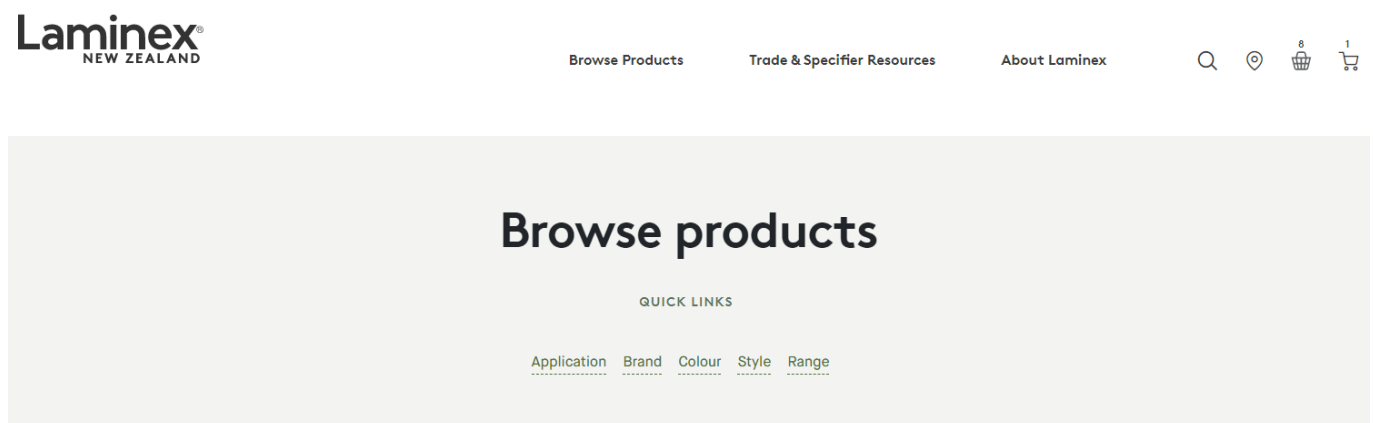 Laminex®
NEW ZEALAND
8 1
Browse Products Trade & Specifier Resources About Laminex
Browse products
QUICK LINKS
Application Brand Colour Style Range